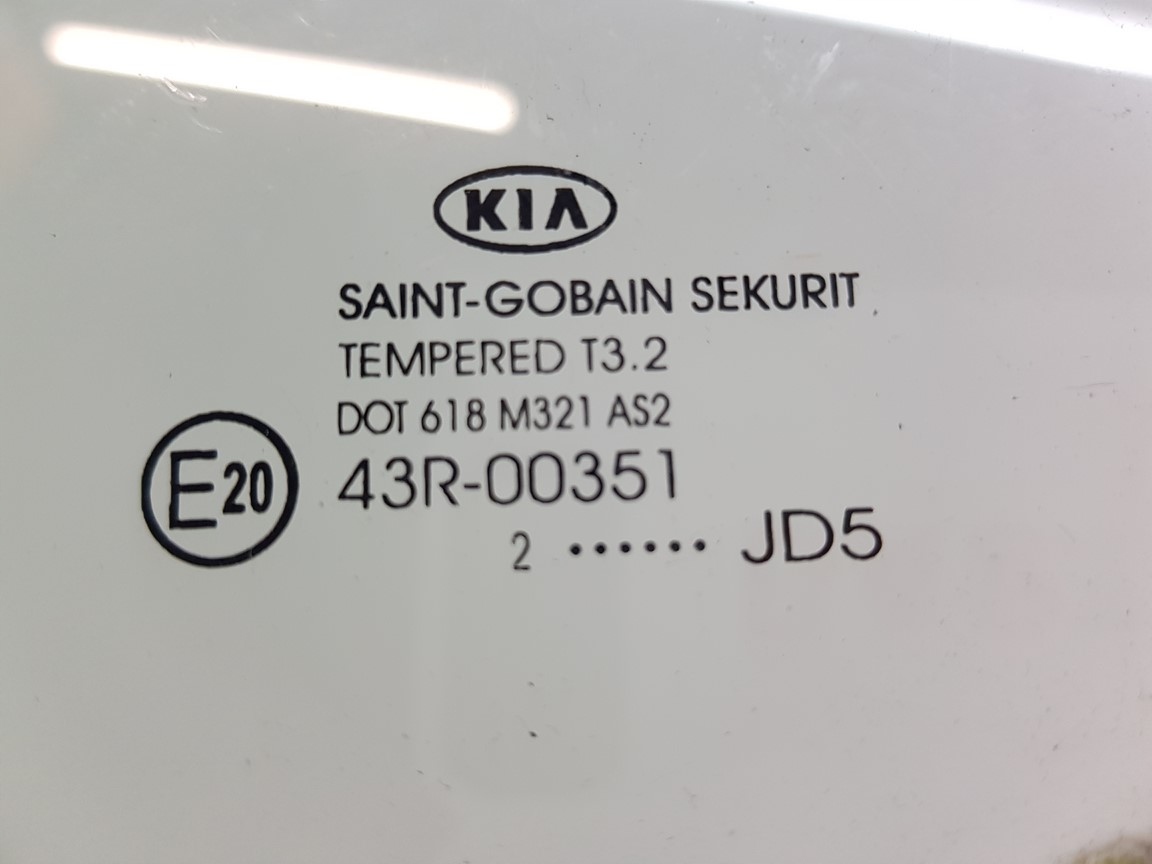 KIA
SAINT-GOBAIN SEKURIT
TEMPERED T3.2
DOT 618 M321 AS2
E20 43R-00351
2 •••••• JD5